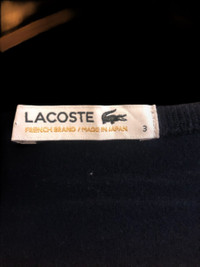 LACOSTE
FRENCH BRAND / MADE IN JAPAN 3